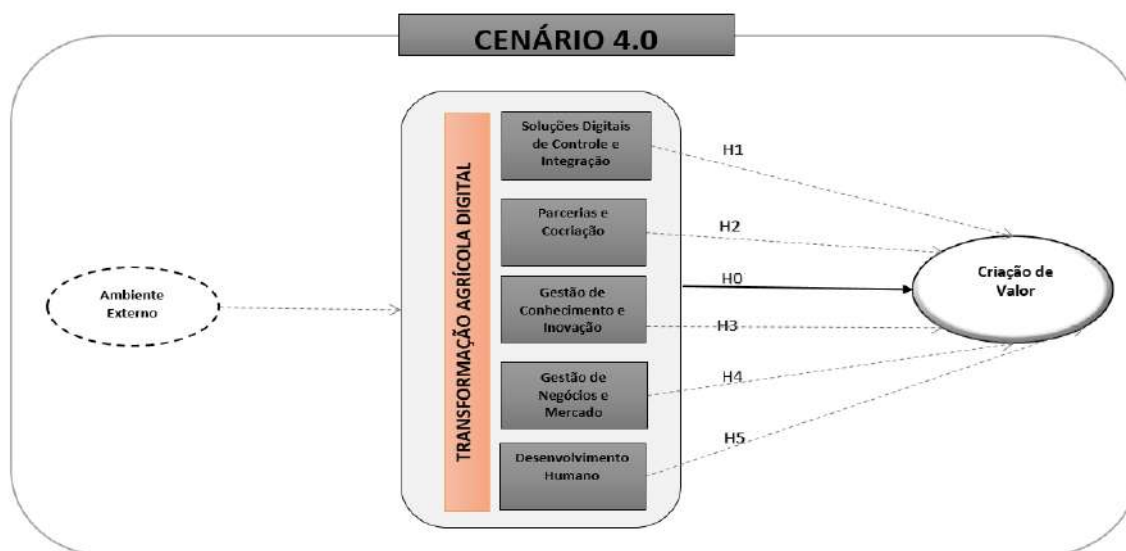 CENÁRIO 4.0
TRANSFORMAÇÃO AGRÍCOLA DIGITAL
Soluções Digitais
de Controle e
Integração
Parcerias e
Cocriação
Gestão de
Conhecimento e
Inovação
Gestão de
Negócios e
Mercado
Desenvolvimento
Humano
Ambiente
Externo
H1
H2
H0
H3
H4
H5
Criação de
Valor